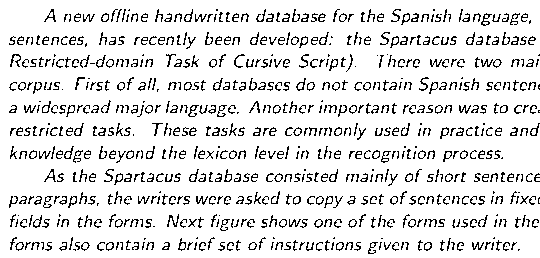 A new offline handwritten database for the Spanish language,
sentences, has recently been developed: the Spartacus database
Restricted-domain Task of Cursive Script). There were two
corpus. First of all, most databases do not contain Spanish
a widespread major language. Another important reason was to
restricted tasks. These tasks are commonly used in practice and
knowledge beyond the lexicon level in the recognition process.
As the Spartacus database consisted mainly of short
paragraphs, the writers were asked to copy a set of sentences in
fields in the forms. Next figure shows one of the forms used in the
forms also contain a brief set of instructions given to the writer.